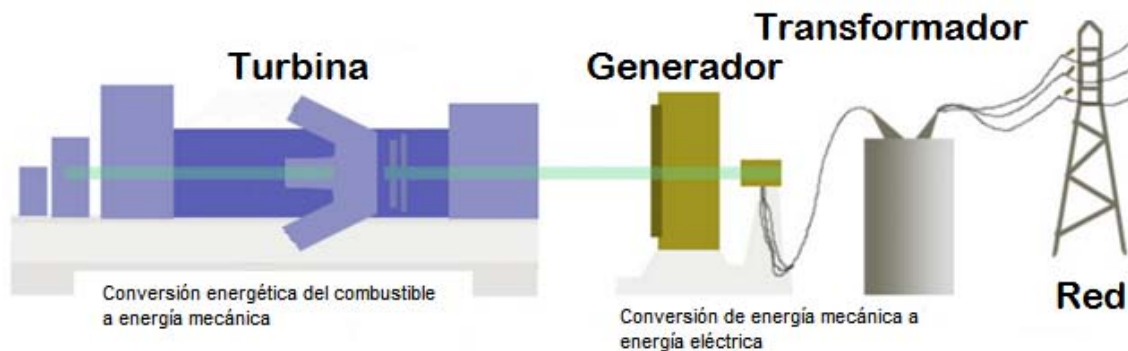 Transformador
Turbina
Generador
Red
Conversión energética del combustible
a energía mecánica
Conversión de energía mecánica a
energía eléctrica